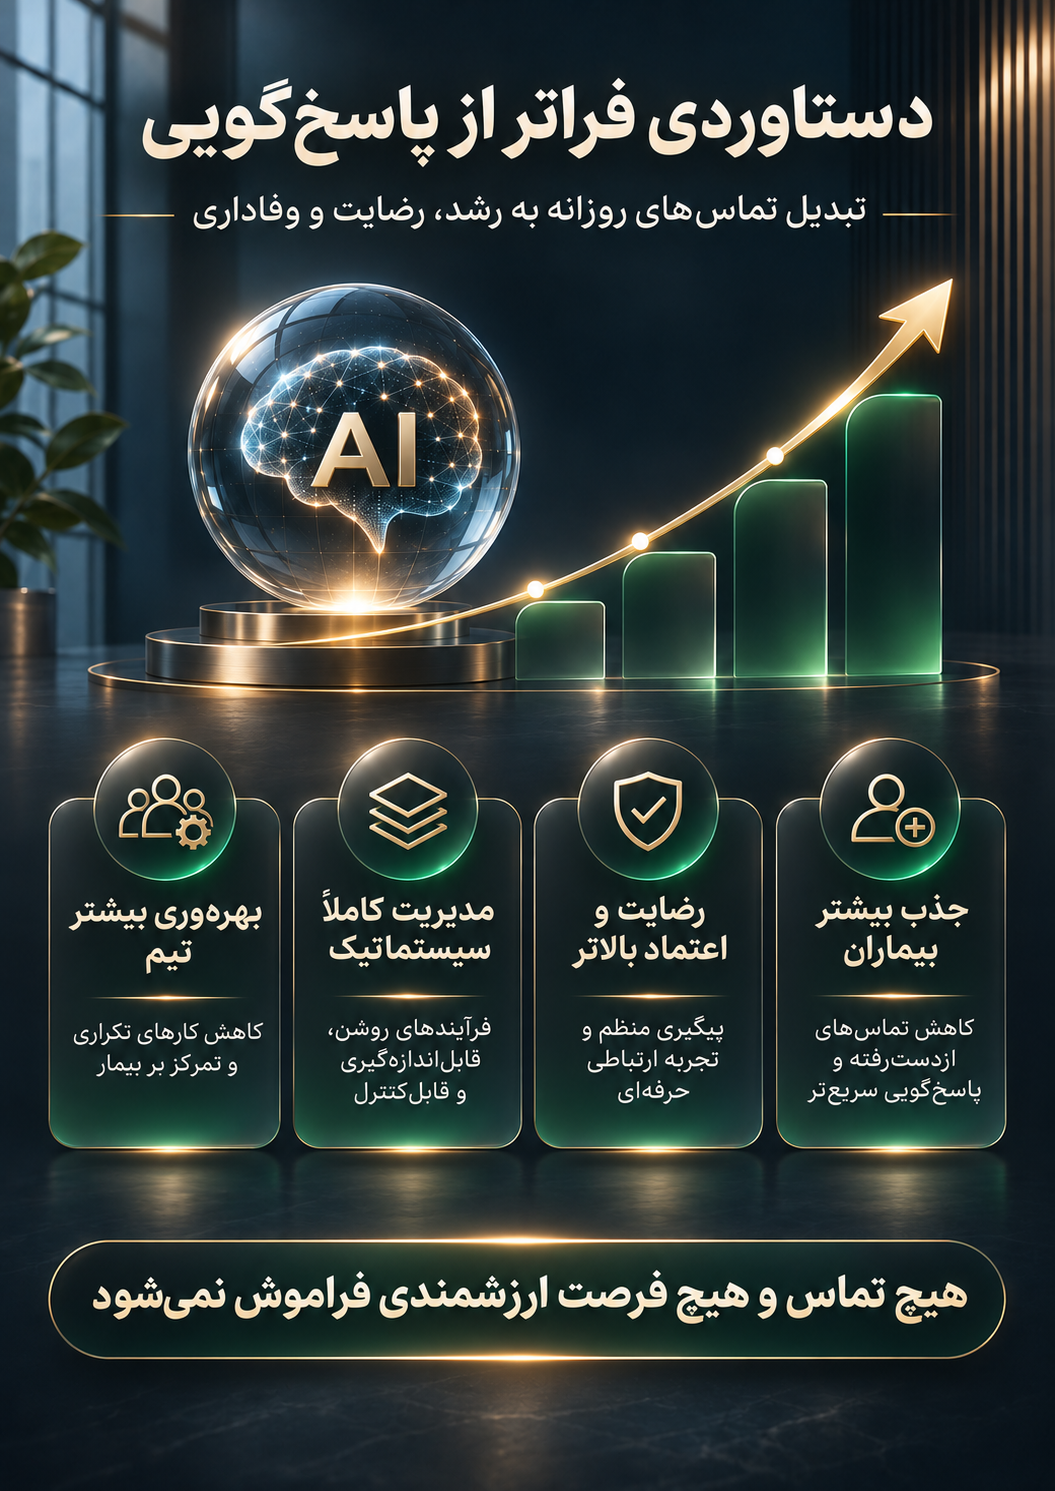 دستاوردی فراتر از پاسخ‌گویی
تبدیل تماس‌های روزانه به رشد، رضایت و وفاداری
AI
جذب بیشتر
بیماران
کاهش تماس‌های
ازدست‌رفته و
پاسخ‌گویی سریع‌تر
رضایت و
اعتماد بالاتر
پیگیری منظم و
تجربه ارتباطی
حرفه‌ای
مدیریت کاملاً
سیستماتیک
فرآیندهای روشن،
قابل‌اندازه‌گیری
و قابل‌کنترل
بهره‌وری بیشتر
تیم
کاهش کارهای تکراری
و تمرکز بر بیمار
هیچ تماس و هیچ فرصت ارزشمندی فراموش نمی‌شود